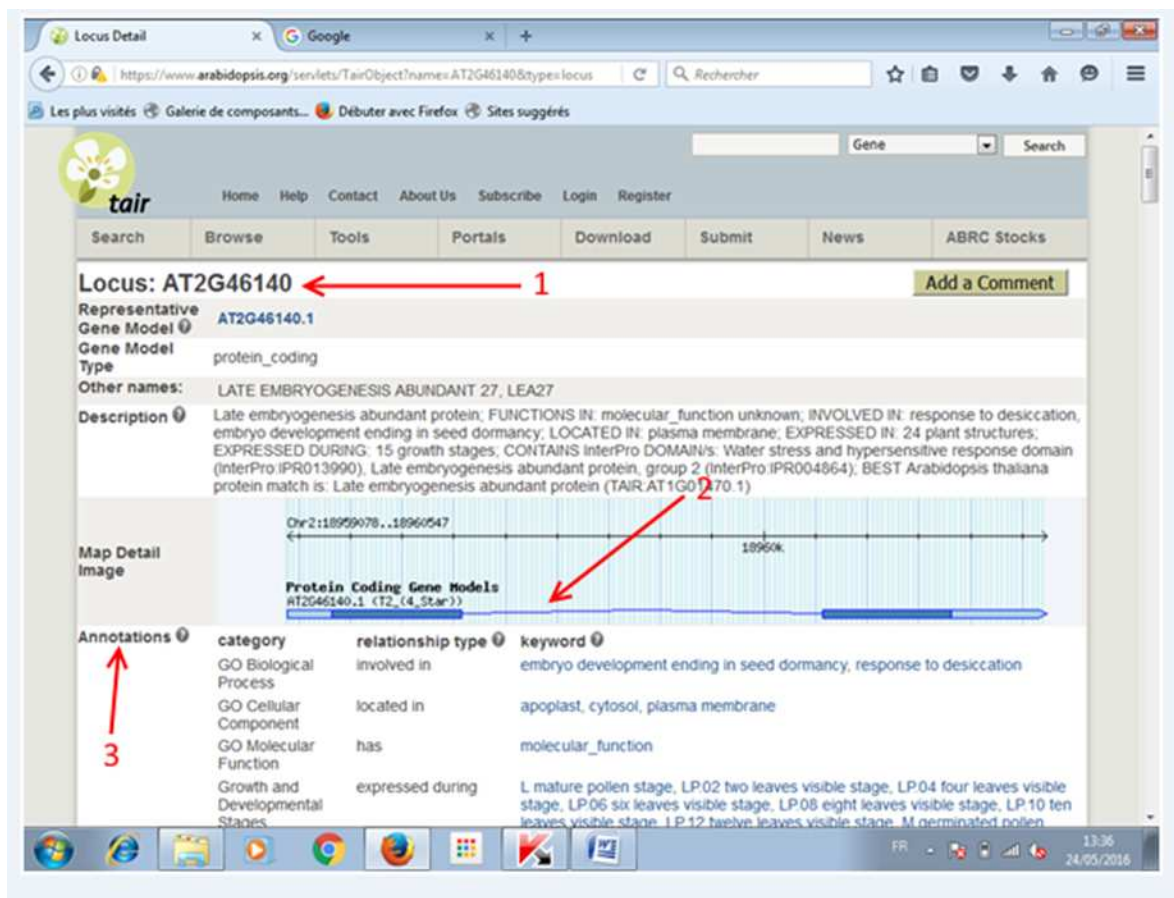 Locus Detail × G Google × +
https://www.arabidopsis.org/servlets/TairObject?name=AT2G46140&type=locus Rechercher
Les plus visités Galerie de composants... Débuter avec Firefox Sites suggérés
Gene Search
tair Home Help Contact About Us Subscribe Login Register
Search Browse Tools Portals Download Submit News ABRC Stocks
Locus: AT2G46140 1 Add a Comment
Representative
Gene Model AT2G46140.1
Gene Model
Type protein_coding
Other names: LATE EMBRYOGENESIS ABUNDANT 27, LEA27
Description Late embryogenesis abundant protein; FUNCTIONS IN: molecular_function unknown; INVOLVED IN: response to desiccation,
embryo development ending in seed dormancy; LOCATED IN: plasma membrane; EXPRESSED IN: 24 plant structures;
EXPRESSED DURING: 15 growth stages; CONTAINS InterPro DOMAIN/s: Water stress and hypersensitive response domain
(InterPro:IPR013990), Late embryogenesis abundant protein, group 2 (InterPro:IPR004864); BEST Arabidopsis thaliana
protein match is: Late embryogenesis abundant protein (TAIR:AT1G01470.1)
2
Chr2:18959078..18960547
18960k
Map Detail
Image
Protein Coding Gene Models
AT2G46140.1 (T2_(4_Star))
Annotations category relationship type keyword
GO Biological
Process involved in embryo development ending in seed dormancy, response to desiccation
GO Cellular
Component located in apoplast, cytosol, plasma membrane
GO Molecular
Function has molecular_function
3
Growth and
Developmental
Stages expressed during L mature pollen stage, LP.02 two leaves visible stage, LP.04 four leaves visible
stage, LP.06 six leaves visible stage, LP.08 eight leaves visible stage, LP.10 ten
leaves visible stage, LP.12 twelve leaves visible stage, M germinated pollen
FR 13:36
24/05/2016